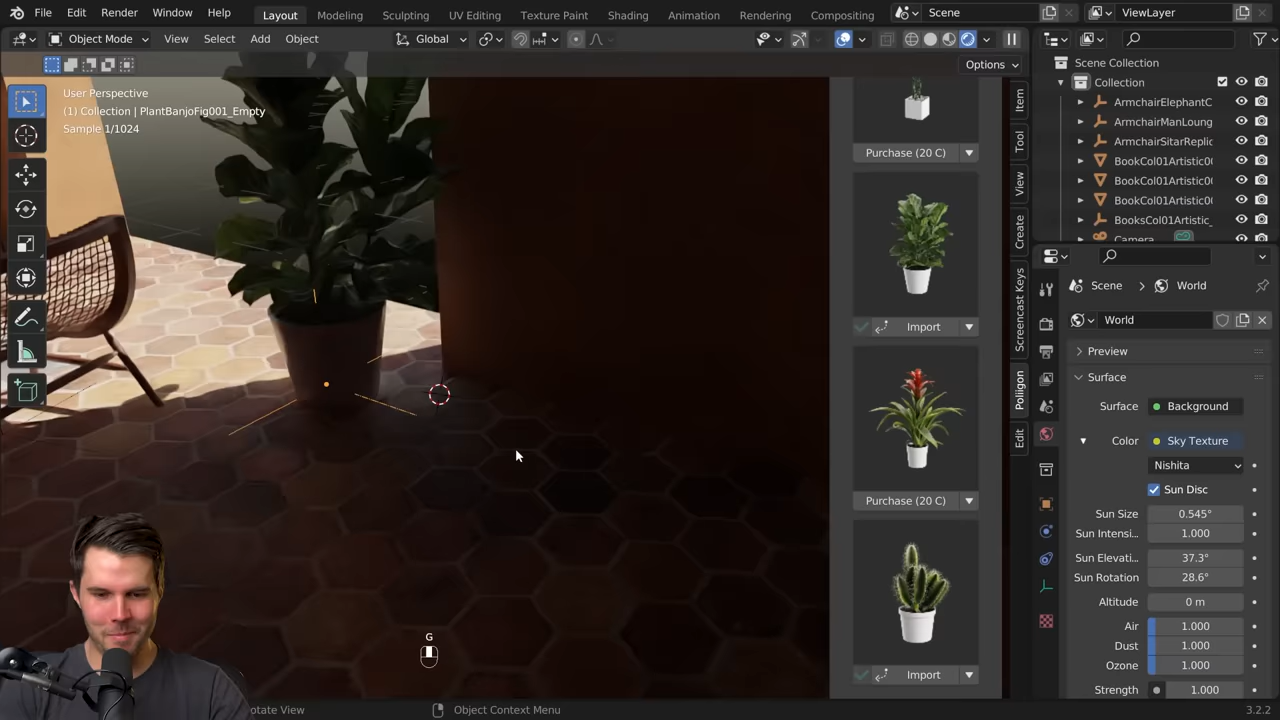 File Edit Render Window Help Layout Modeling Sculpting UV Editing Texture Paint Shading Animation Rendering Compositing Scene ViewLayer
Object Mode View Select Add Object Global
Options
User Perspective
(1) Collection | PlantBanjoFig001_Empty
Sample 1/1024
Purchase (20 C)
Import
Purchase (20 C)
Import
Item
Tool
View
Create
Screencast Keys
Poliigon
Edit
Scene Collection
Collection
ArmchairElephantC
ArmchairManLoung
ArmchairSitarReplic
BookCol01Artistic0
BookCol01Artistic0
BookCol01Artistic0
BooksCol01Artistic_
Camera
Scene World
World
Preview
Surface
Surface Background
Color Sky Texture
Nishita
Sun Disc
Sun Size 0.545°
Sun Intensi... 1.000
Sun Elevati... 37.3°
Sun Rotation 28.6°
Altitude 0 m
Air 1.000
Dust 1.000
Ozone 1.000
Strength 1.000
G
otate View
Object Context Menu
3.2.2